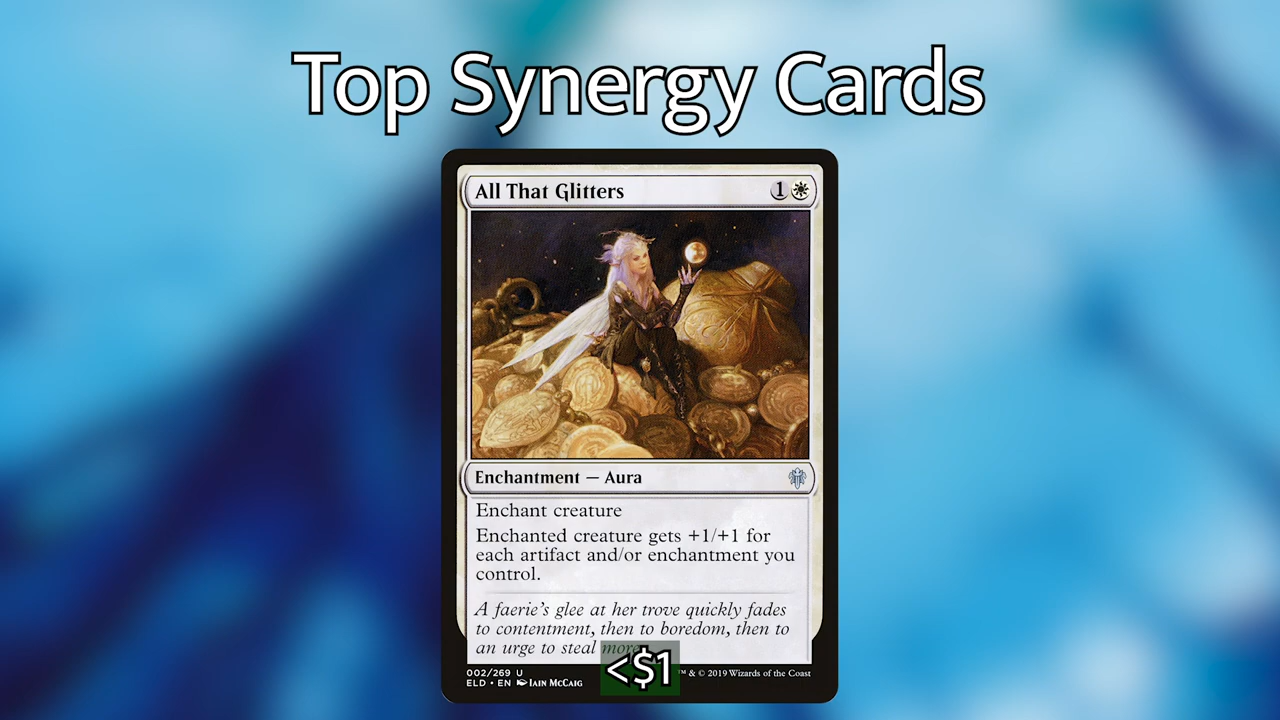 Top Synergy Cards
All That Glitters 1
Enchantment — Aura
Enchant creature
Enchanted creature gets +1/+1 for
each artifact and/or enchantment you
control.
A faerie's glee at her trove quickly fades
to contentment, then to boredom, then to
an urge to steal more
<$1
002/269 U
ELD • EN Iain McCaig
™ & © 2019 Wizards of the Coast